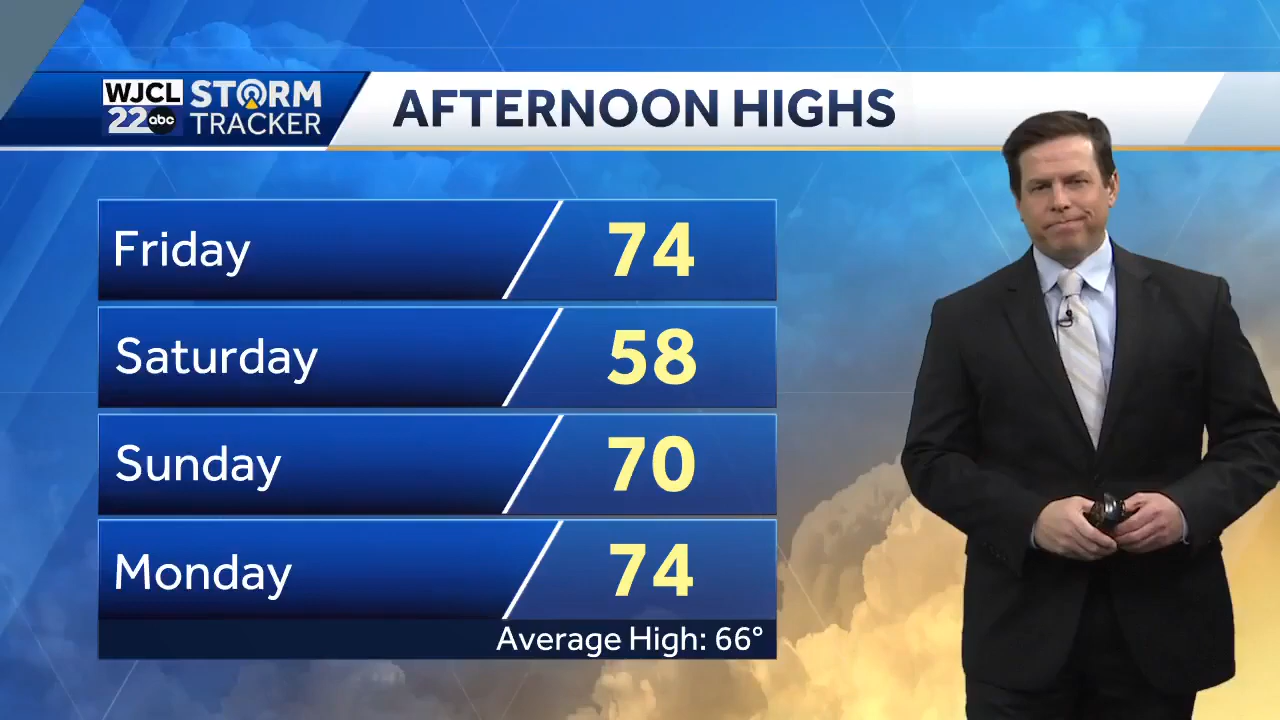 WJCL
22 abc
STORM
TRACKER
AFTERNOON HIGHS
Friday 74
Saturday 58
Sunday 70
Monday 74
Average High: 66°